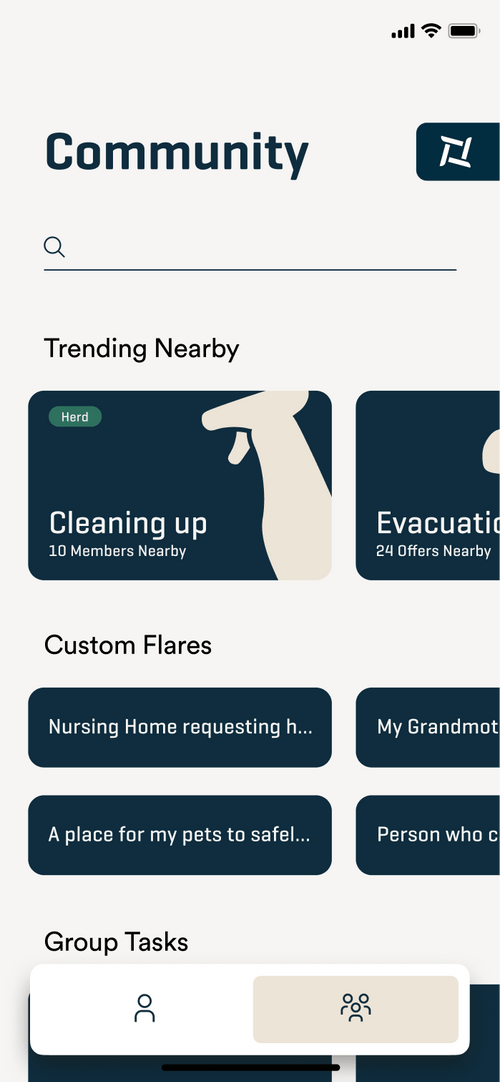 Community
Trending Nearby
Herd
Cleaning up
10 Members Nearby
Evacuatio
24 Offers Nearby
Custom Flares
Nursing Home requesting h...
My Grandmot
A place for my pets to safel...
Person who c
Group Tasks